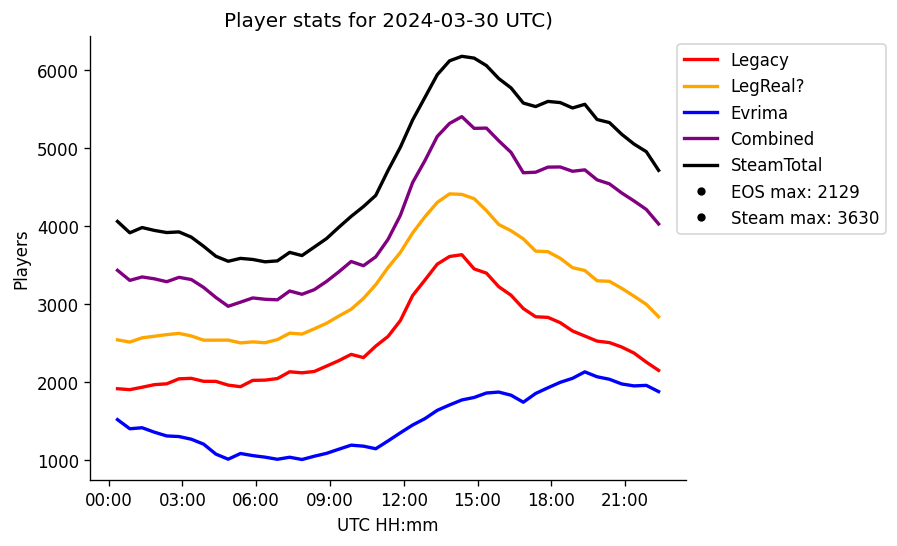 Player stats for 2024-03-30 UTC)
Players
6000
5000
4000
3000
2000
1000
00:00 03:00 06:00 09:00 12:00 15:00 18:00 21:00
UTC HH:mm
Legacy
LegReal?
Evrima
Combined
SteamTotal
EOS max: 2129
Steam max: 3630